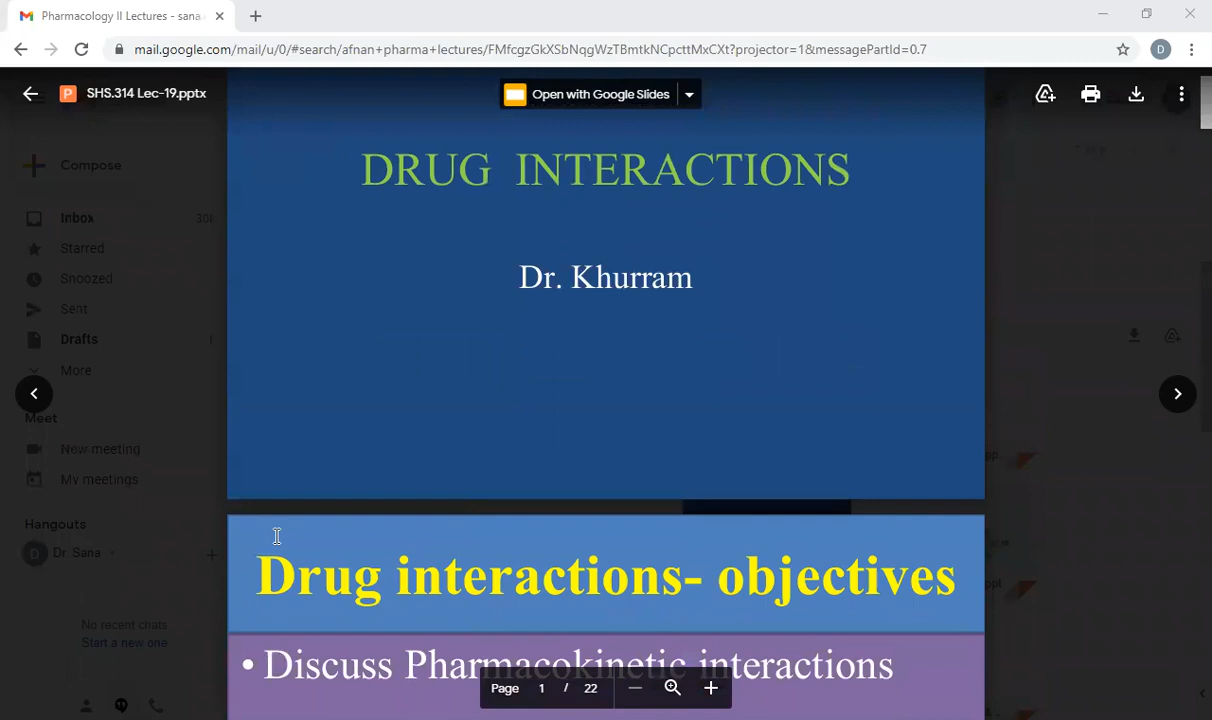 Pharmacology II Lectures - sana
mail.google.com/mail/u/0/#search/afnan+pharma+lectures/FMfcgzGkXSbNqgWzTBmtkNCpcttMxCXt?projector=1&messagePartId=0.7
D
P SHS.314 Lec-19.pptx
Open with Google Slides
Compose
Inbox 30
Starred
Snoozed
Sent
Drafts 1
More
Meet
New meeting
My meetings
Hangouts
D Dr Sana
No recent chats
Start a new one
DRUG INTERACTIONS
Dr. Khurram
Drug interactions- objectives
• Discuss Pharmacokinetic interactions
Page 1 / 22